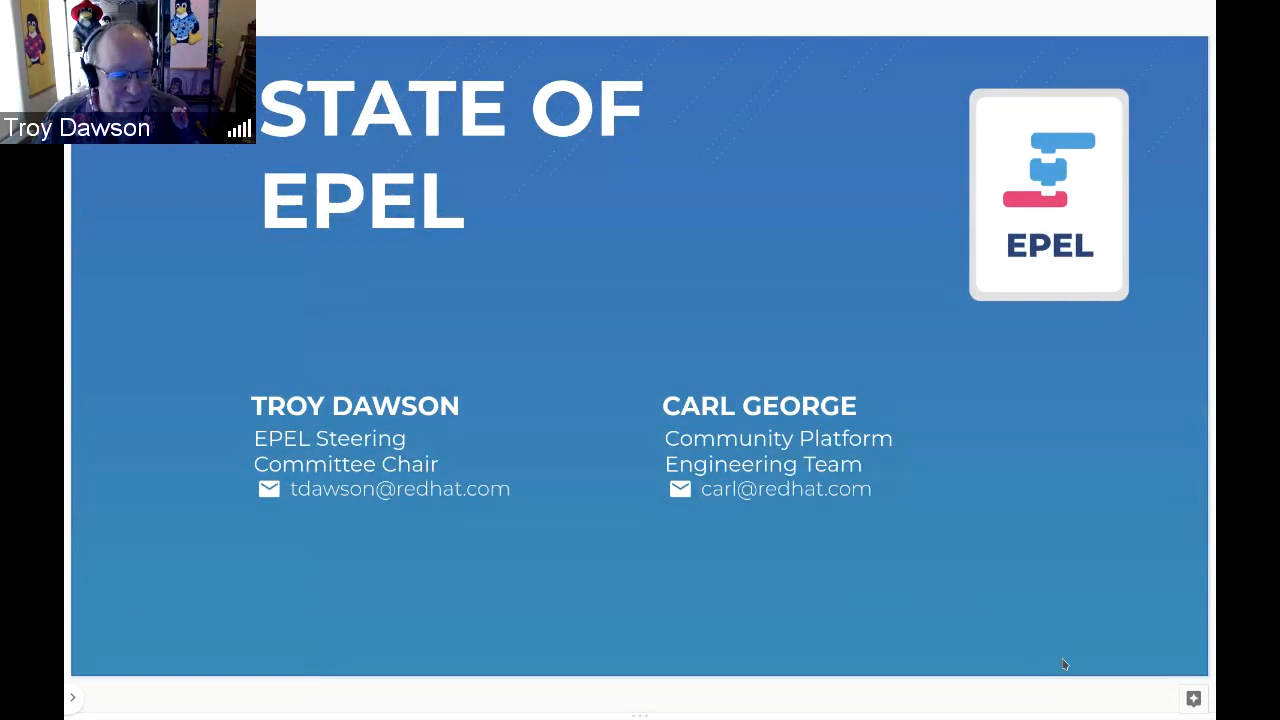 Troy Dawson
STATE OF
EPEL
EPEL
TROY DAWSON
EPEL Steering
Committee Chair
tdawson@redhat.com
CARL GEORGE
Community Platform
Engineering Team
carl@redhat.com